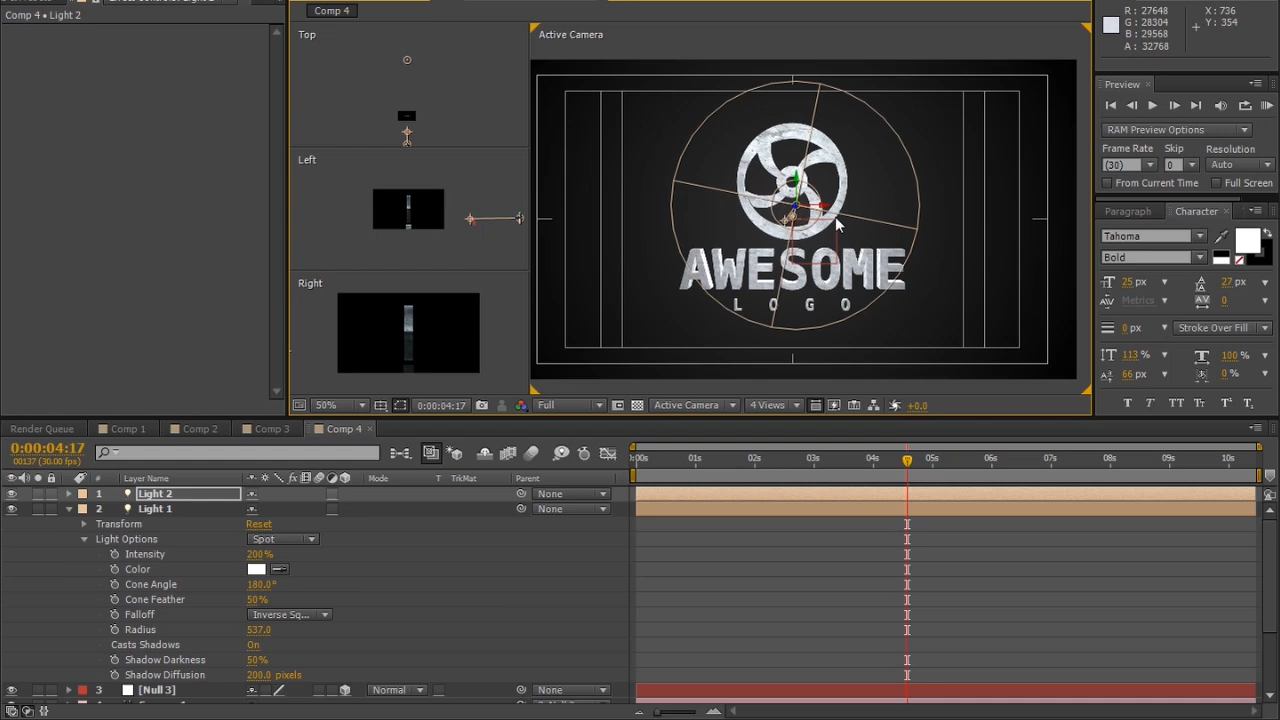 Comp 4 • Light 2
Comp 4
Top
Left
Right
Active Camera
AWESOME
LOGO
50%
0:00:04:17
Full
Active Camera
4 Views
+0.0
R : 27648
G : 28304
B : 29568
A : 32768
X : 736
Y : 354
Preview
RAM Preview Options
Frame Rate Skip Resolution
(30) 0 Auto
From Current Time Full Screen
Paragraph Character
Tahoma
Bold
25 px 27 px
Metrics 0
0 px Stroke Over Fill
113 % 100 %
66 px 0 %
T T TT Tt T¹ T₁
Render Queue Comp 1 Comp 2 Comp 3 Comp 4
0:00:04:17
00137 (30.00 fps)
:00s 01s 02s 03s 04s 05s 06s 07s 08s 09s 10s
# Layer Name Mode T TrkMat Parent
1 Light 2 None
2 Light 1 None
Transform Reset
Light Options Spot
Intensity 200%
Color
Cone Angle 180.0°
Cone Feather 50%
Falloff Inverse Sq...
Radius 537.0
Casts Shadows On
Shadow Darkness 50%
Shadow Diffusion 200.0 pixels
3 [Null 3] Normal None